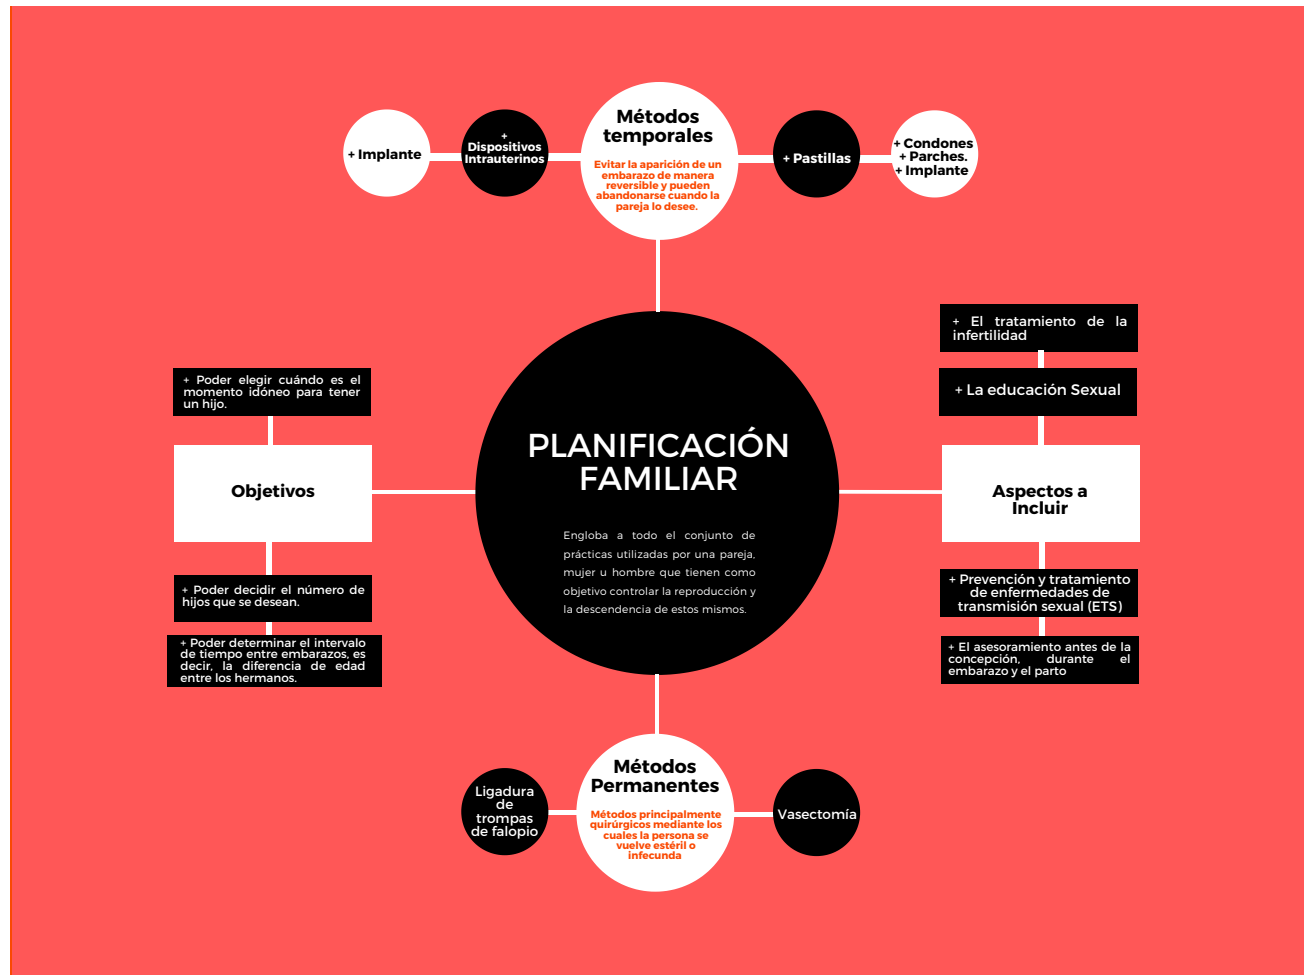 Métodos
temporales
Evitar la aparición de un
embarazo de manera
reversible y pueden
abandonarse cuando la
pareja lo desee.
+ Implante
+
Dispositivos
Intrauterinos
+ Pastillas
+ Condones
+ Parches.
+ Implante
PLANIFICACIÓN
FAMILIAR
Engloba a todo el conjunto de
prácticas utilizadas por una pareja,
mujer u hombre que tienen como
objetivo controlar la reproducción y
la descendencia de estos mismos.
+ Poder elegir cuándo es el
momento idóneo para tener
un hijo.
Objetivos
+ Poder decidir el número de
hijos que se desean.
+ Poder determinar el intervalo
de tiempo entre embarazos, es
decir, la diferencia de edad
entre los hermanos.
+ El tratamiento de la
infertilidad
+ La educación Sexual
Aspectos a
Incluir
+ Prevención y tratamiento
de enfermedades de
transmisión sexual (ETS)
+ El asesoramiento antes de la
concepción, durante el
embarazo y el parto
Métodos
Permanentes
Métodos principalmente
quirúrgicos mediante los
cuales la persona se
vuelve estéril o
infecunda
Ligadura
de
trompas
de falopio
Vasectomía